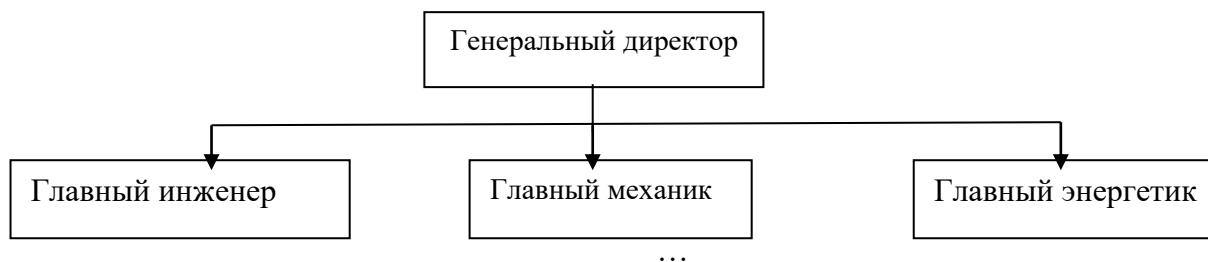 Генеральный директор
Главный инженер
Главный механик
Главный энергетик
…